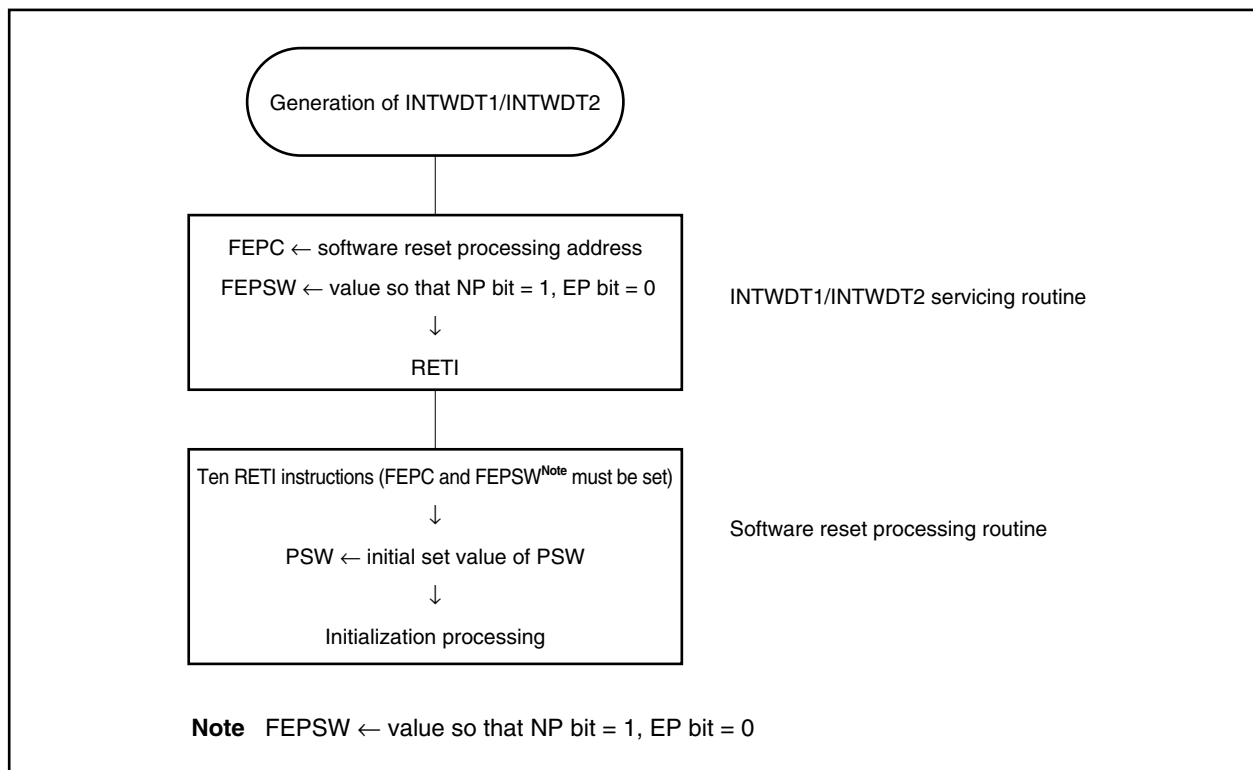 Generation of INTWDT1/INTWDT2
FEPC ← software reset processing address
FEPSW ← value so that NP bit = 1, EP bit = 0
↓
RETI
INTWDT1/INTWDT2 servicing routine
Ten RETI instructions (FEPC and FEPSWNote must be set)
↓
PSW ← initial set value of PSW
↓
Initialization processing
Software reset processing routine
Note FEPSW ← value so that NP bit = 1, EP bit = 0